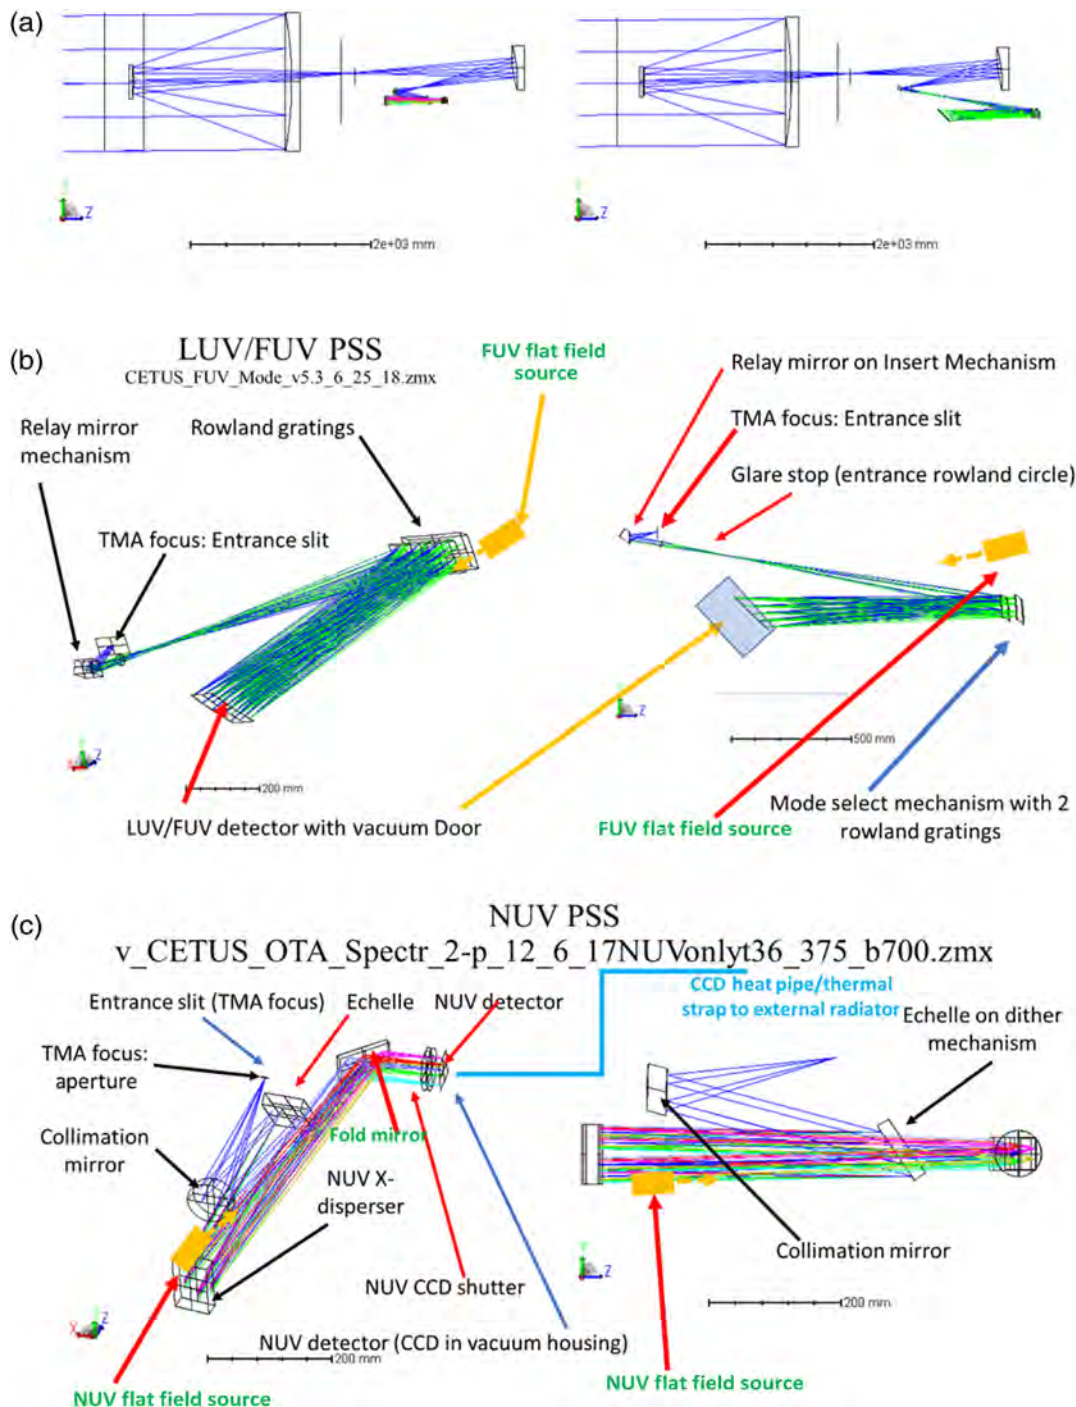 (a)
Z
2e+03 mm
Z
2e+03 mm
(b)
LUV/FUV PSS
CETUS_FUV_Mode_v5.3_6_25_18.zmx
FUV flat field
source
Relay mirror
mechanism
Rowland gratings
TMA focus: Entrance slit
Relay mirror on Insert Mechanism
TMA focus: Entrance slit
Glare stop (entrance rowland circle)
X
Z
200 mm
Z
500 mm
LUV/FUV detector with vacuum Door
FUV flat field source
Mode select mechanism with 2
rowland gratings
(c)
NUV PSS
v_CETUS_OTA_Spectr_2-p_12_6_17NUVonlyt36_375_b700.zmx
Entrance slit (TMA focus)
Echelle
NUV detector
CCD heat pipe/thermal
strap to external radiator
Echelle on dither
mechanism
TMA focus:
aperture
Collimation
mirror
Fold mirror
NUV X-
disperser
NUV CCD shutter
NUV detector (CCD in vacuum housing)
Collimation mirror
X
Z
200 mm
Z
200 mm
NUV flat field source
NUV flat field source